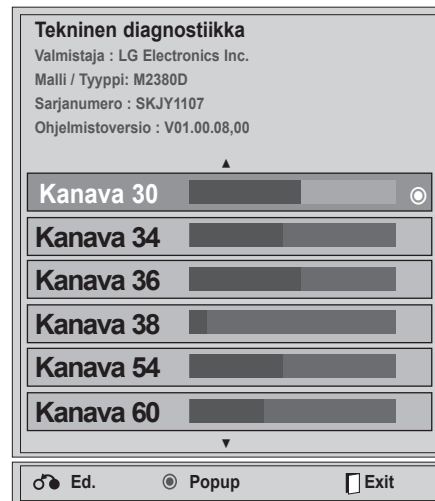 Tekninen diagnostiikka
Valmistaja : LG Electronics Inc.
Malli / Tyyppi: M2380D
Sarjanumero : SKJY1107
Ohjelmistoversio : V01.00.08,00
Kanava 30
Kanava 34
Kanava 36
Kanava 38
Kanava 54
Kanava 60
Ed. Popup Exit